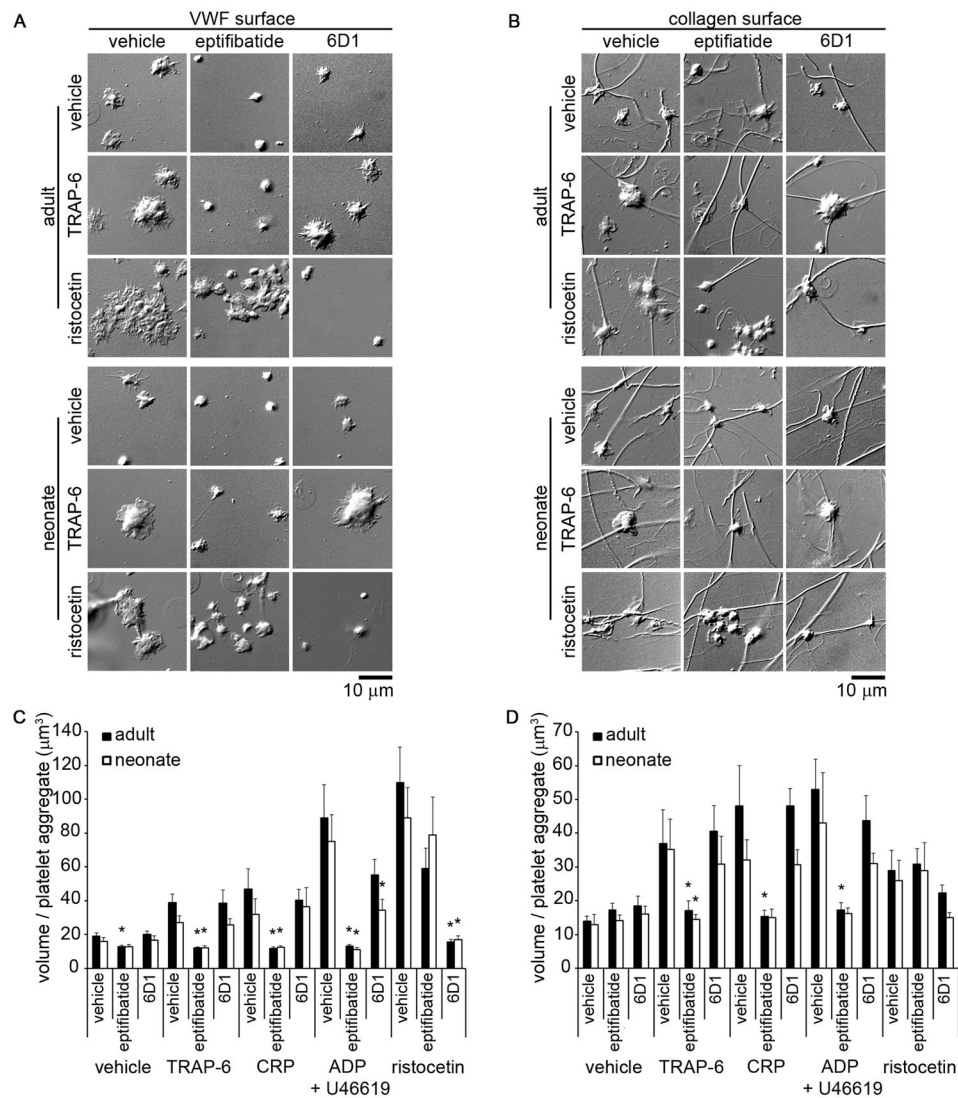 A
VWF surface
vehicle eptifibatide 6D1
adult
vehicle
TRAP-6
ristocetin
neonate
vehicle
TRAP-6
ristocetin
10 μm
B
collagen surface
vehicle eptifiatide 6D1
adult
vehicle
TRAP-6
ristocetin
neonate
vehicle
TRAP-6
ristocetin
10 μm
C
volume / platelet aggregate (μm³)
140
120
100
80
60
40
20
0
adult
neonate
* ** ** ** * **
vehicle eptifibatide 6D1 vehicle eptifibatide 6D1 vehicle eptifibatide 6D1 vehicle eptifibatide 6D1 vehicle eptifibatide 6D1
vehicle TRAP-6 CRP ADP ristocetin
+ U46619
D
volume / platelet aggregate (μm³)
70
60
50
40
30
20
10
0
adult
neonate
* * * *
vehicle eptifibatide 6D1 vehicle eptifibatide 6D1 vehicle eptifibatide 6D1 vehicle eptifibatide 6D1 vehicle eptifibatide 6D1
vehicle TRAP-6 CRP ADP ristocetin
+ U46619